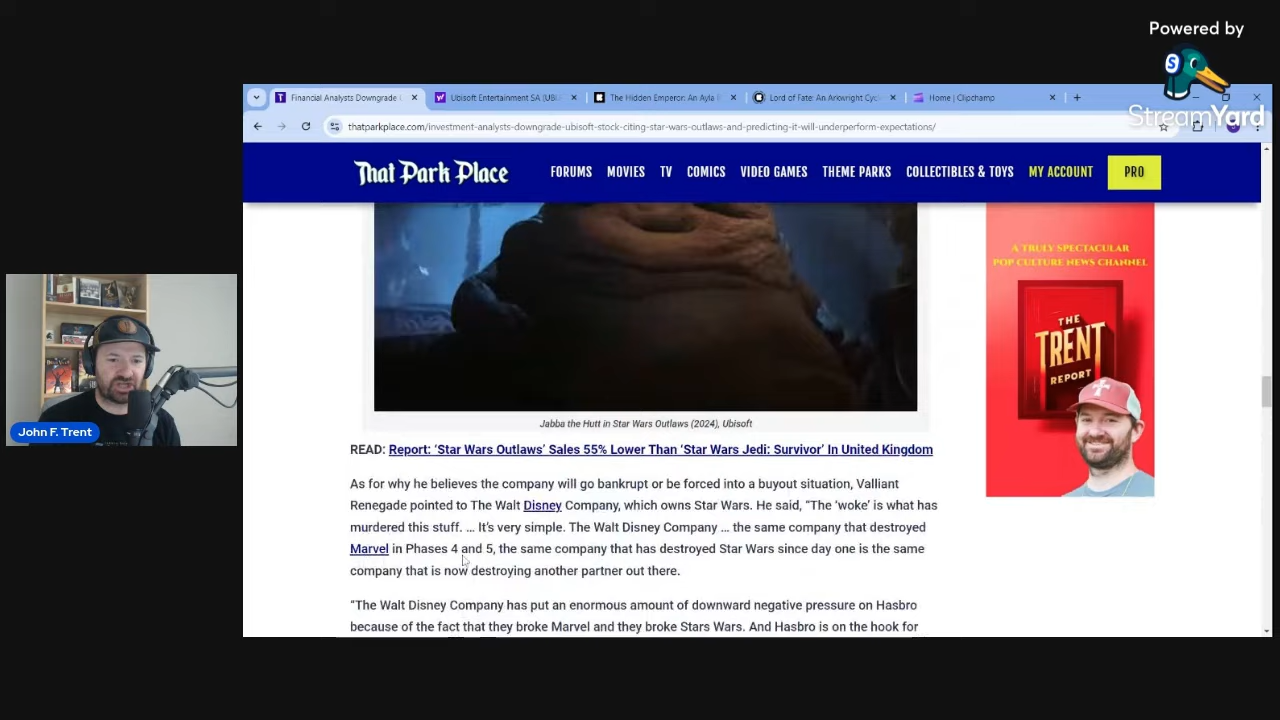 Powered by
S
StreamYard
Financial Analysts Downgrade
Ubisoft Entertainment SA (UBI
The Hidden Emperor: An Ayla
Lord of Fate: An Arkwright Cyc
Home | Clipchamp
thatparkplace.com/investment-analysts-downgrade-ubisoft-stock-citing-star-wars-outlaws-and-predicting-it-will-underperform-expectations/
That Park Place
FORUMS MOVIES TV COMICS VIDEO GAMES THEME PARKS COLLECTIBLES & TOYS MY ACCOUNT PRO
A TRULY SPECTACULAR
POP CULTURE NEWS CHANNEL
THE
TRENT
REPORT
Jabba the Hutt in Star Wars Outlaws (2024), Ubisoft
READ: Report: ‘Star Wars Outlaws’ Sales 55% Lower Than ‘Star Wars Jedi: Survivor’ In United Kingdom
As for why he believes the company will go bankrupt or be forced into a buyout situation, Valliant
Renegade pointed to The Walt Disney Company, which owns Star Wars. He said, “The ‘woke’ is what has
murdered this stuff. … It’s very simple. The Walt Disney Company … the same company that destroyed
Marvel in Phases 4 and 5, the same company that has destroyed Star Wars since day one is the same
company that is now destroying another partner out there.
“The Walt Disney Company has put an enormous amount of downward negative pressure on Hasbro
because of the fact that they broke Marvel and they broke Stars Wars. And Hasbro is on the hook for
John F. Trent